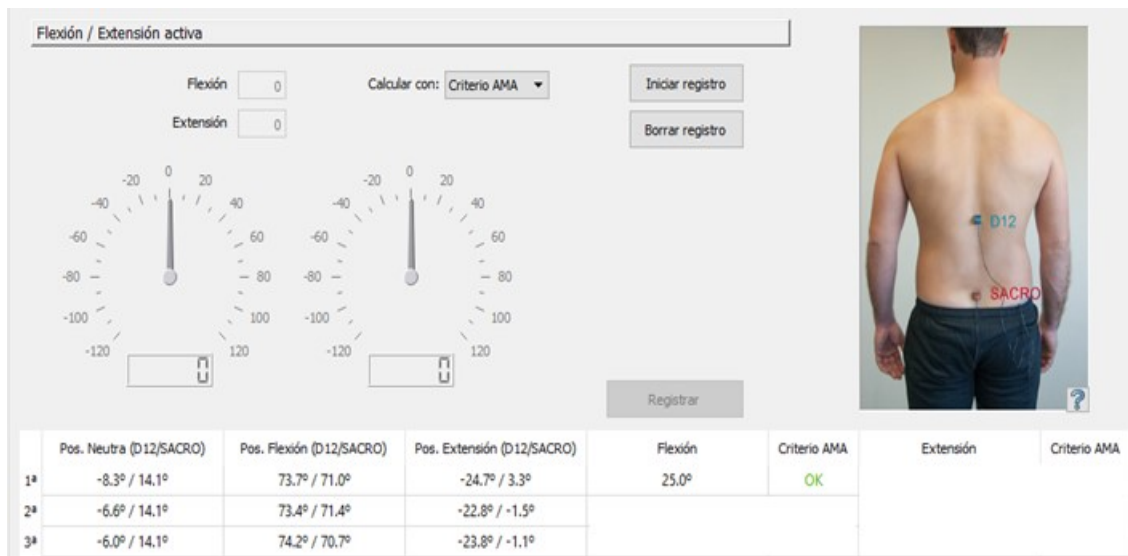 Flexión / Extensión activa
Flexión 0 Calcular con: Criterio AMA Iniciar registro
Extensión 0 Borrar registro
0 0
-20 20 -20 20
-40 40 -40 40
-60 60 -60 60
-80 80 -80 80
-100 100 -100 100
-120 120 -120 120
0 0
D12
SACRO
Registrar
?
Pos. Neutra (D12/SACRO) Pos. Flexión (D12/SACRO) Pos. Extensión (D12/SACRO) Flexión Criterio AMA Extensión Criterio AMA
1ª -8.3º / 14.1º 73.7º / 71.0º -24.7º / 3.3º 25.0º OK
2ª -6.6º / 14.1º 73.4º / 71.4º -22.8º / -1.5º
3ª -6.0º / 14.1º 74.2º / 70.7º -23.8º / -1.1º